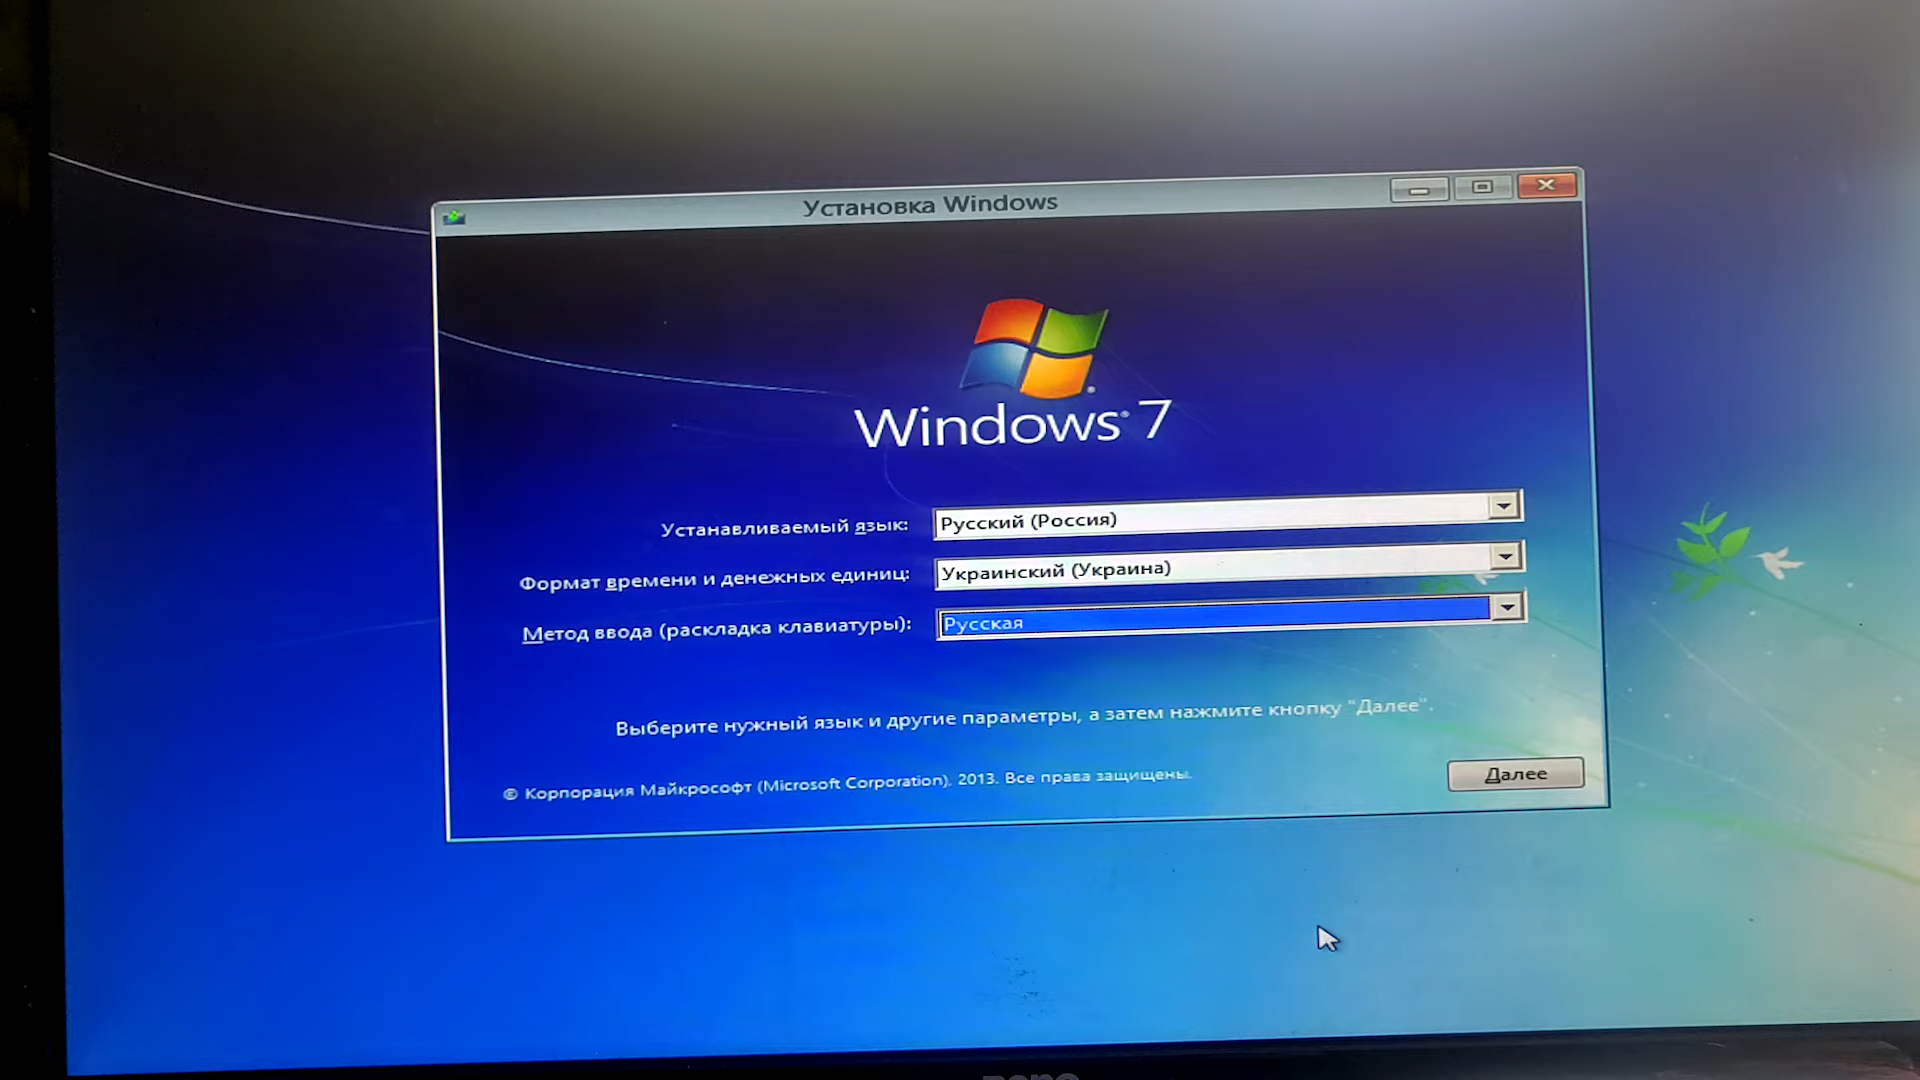 Установка Windows
Windows® 7
Устанавливаемый язык: Русский (Россия)
Формат времени и денежных единиц: Украинский (Украина)
Метод ввода (раскладка клавиатуры): Русская
Выберите нужный язык и другие параметры, а затем нажмите кнопку "Далее".
© Корпорация Майкрософт (Microsoft Corporation), 2013. Все права защищены.
Далее